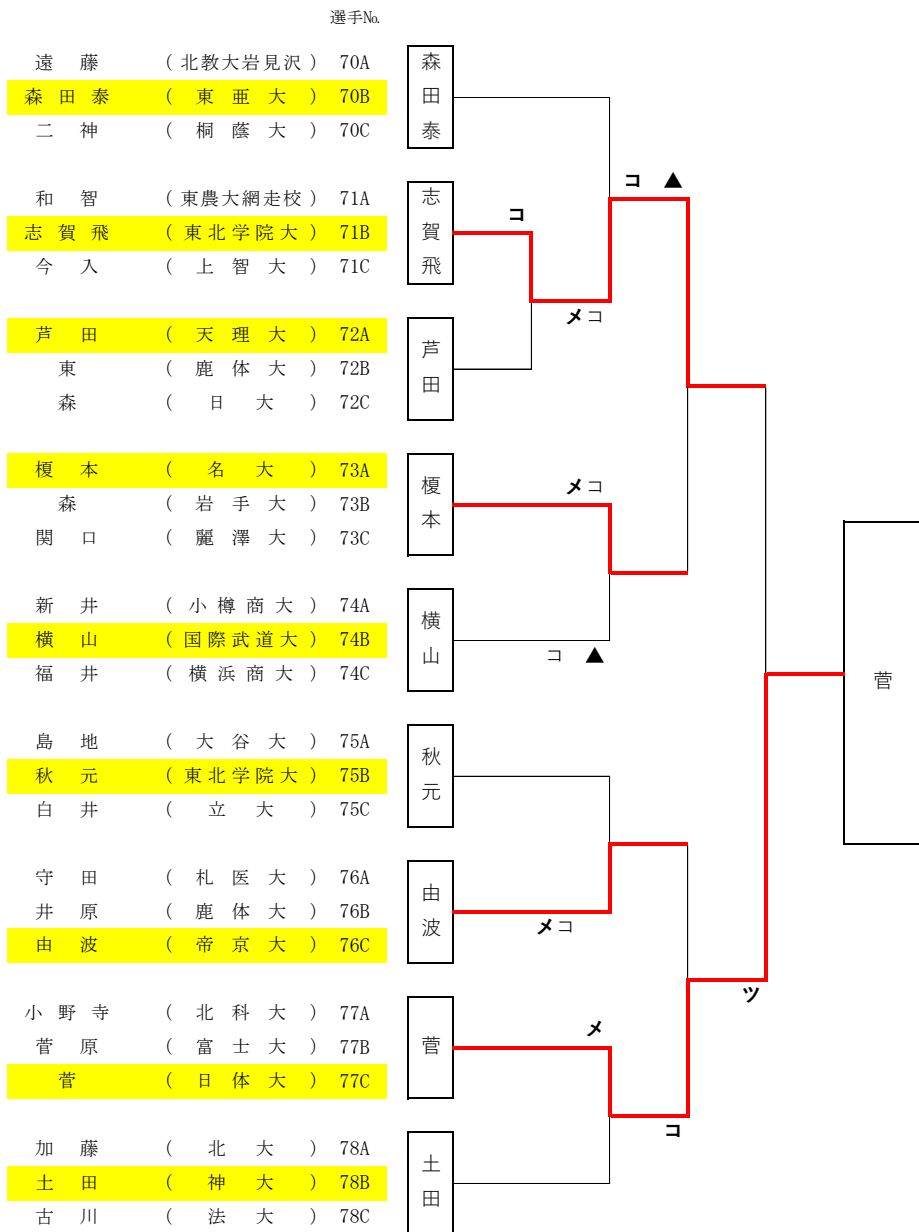 選手№
遠藤 (北教大岩見沢) 70A
森田泰 (東亜大) 70B
二神 (桐蔭大) 70C
森田泰
コ ▲
和智 (東農大網走校) 71A
志賀飛 (東北学院大) 71B
今入 (上智大) 71C
志賀飛
コ
メコ
芦田 (天理大) 72A
東 (鹿体大) 72B
森 (日大) 72C
芦田
榎本 (名大) 73A
森 (岩手大) 73B
関口 (麗澤大) 73C
榎本
メコ
新井 (小樽商大) 74A
横山 (国際武道大) 74B
福井 (横浜商大) 74C
横山
コ ▲
菅
島地 (大谷大) 75A
秋元 (東北学院大) 75B
白井 (立大) 75C
秋元
守田 (札医大) 76A
井原 (鹿体大) 76B
由波 (帝京大) 76C
由波
メコ
ツ
小野寺 (北科大) 77A
菅原 (富士大) 77B
菅 (日体大) 77C
菅
メ
コ
加藤 (北大) 78A
土田 (神大) 78B
古川 (法大) 78C
土田